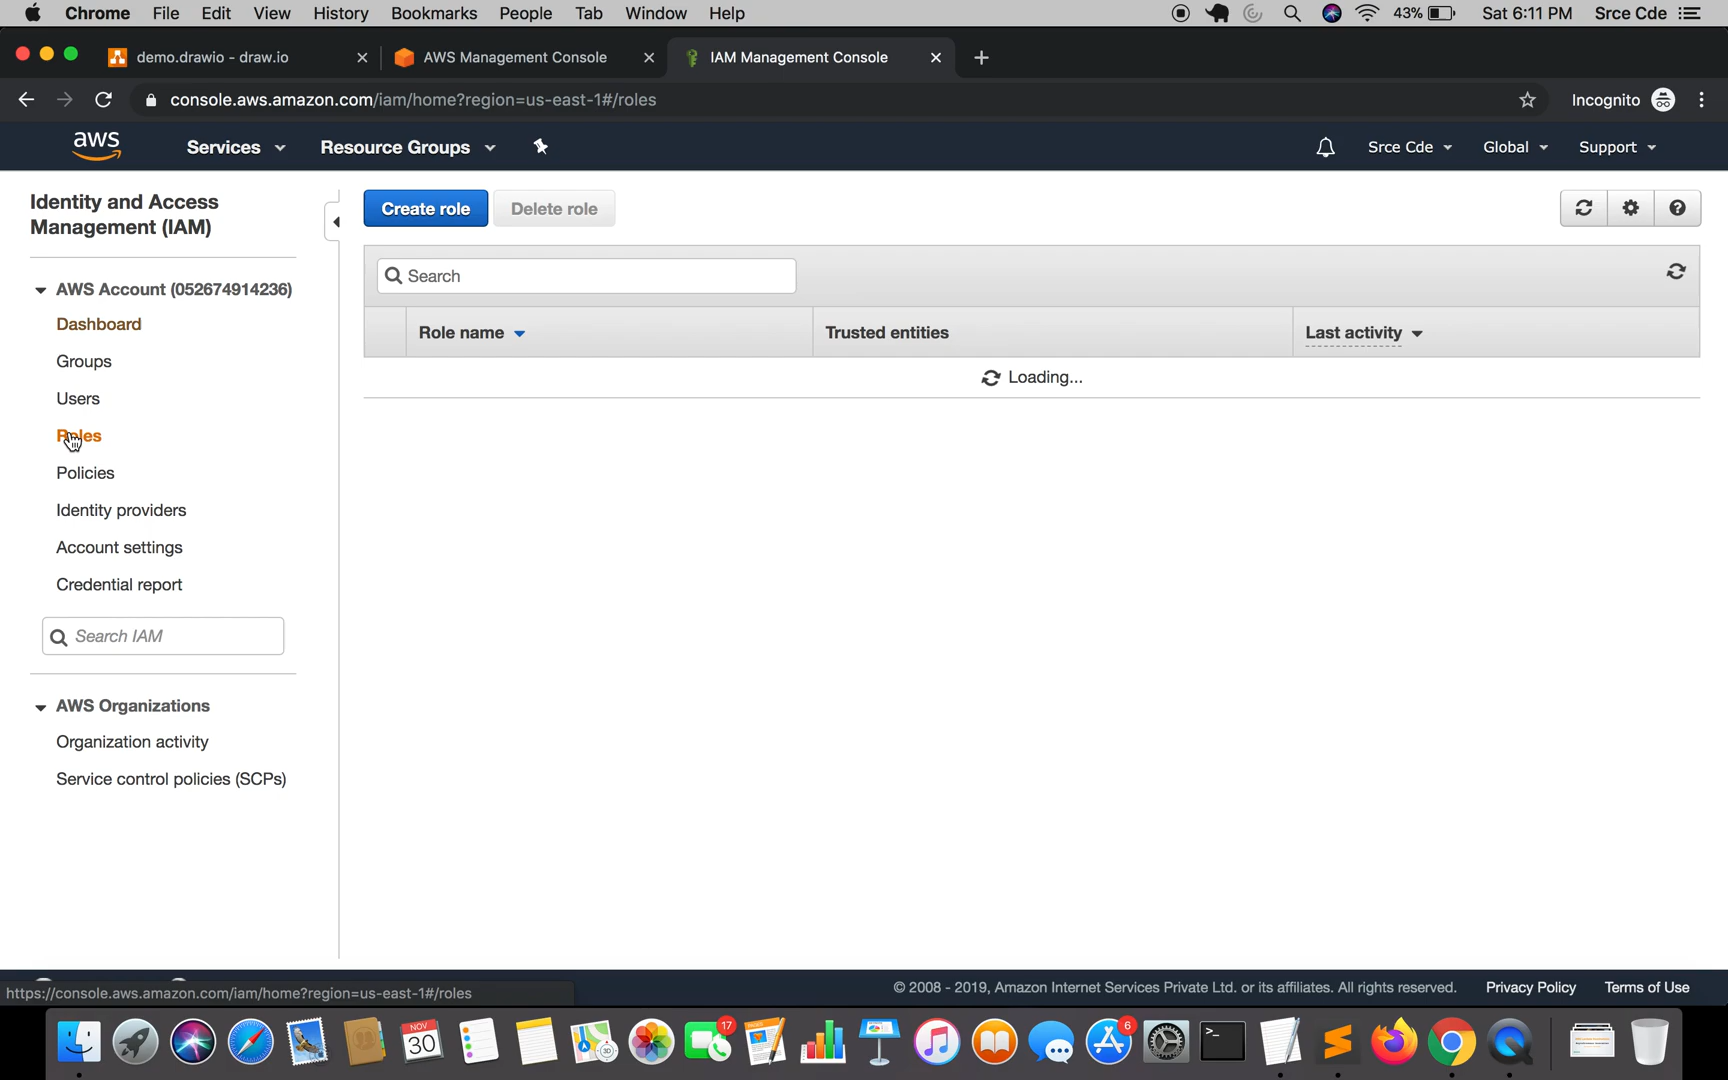 Chrome File Edit View History Bookmarks People Tab Window Help 43% Sat 6:11 PM Srce Cde
demo.drawio - draw.io AWS Management Console IAM Management Console
console.aws.amazon.com/iam/home?region=us-east-1#/roles Incognito
aws Services Resource Groups Srce Cde Global Support
Identity and Access
Management (IAM)
AWS Account (052674914236)
Dashboard
Groups
Users
Roles
Policies
Identity providers
Account settings
Credential report
Search IAM
AWS Organizations
Organization activity
Service control policies (SCPs)
Create role Delete role
Search
Role name Trusted entities Last activity
Loading...
https://console.aws.amazon.com/iam/home?region=us-east-1#/roles
© 2008 - 2019, Amazon Internet Services Private Ltd. or its affiliates. All rights reserved. Privacy Policy Terms of Use
NOV
30
17
6